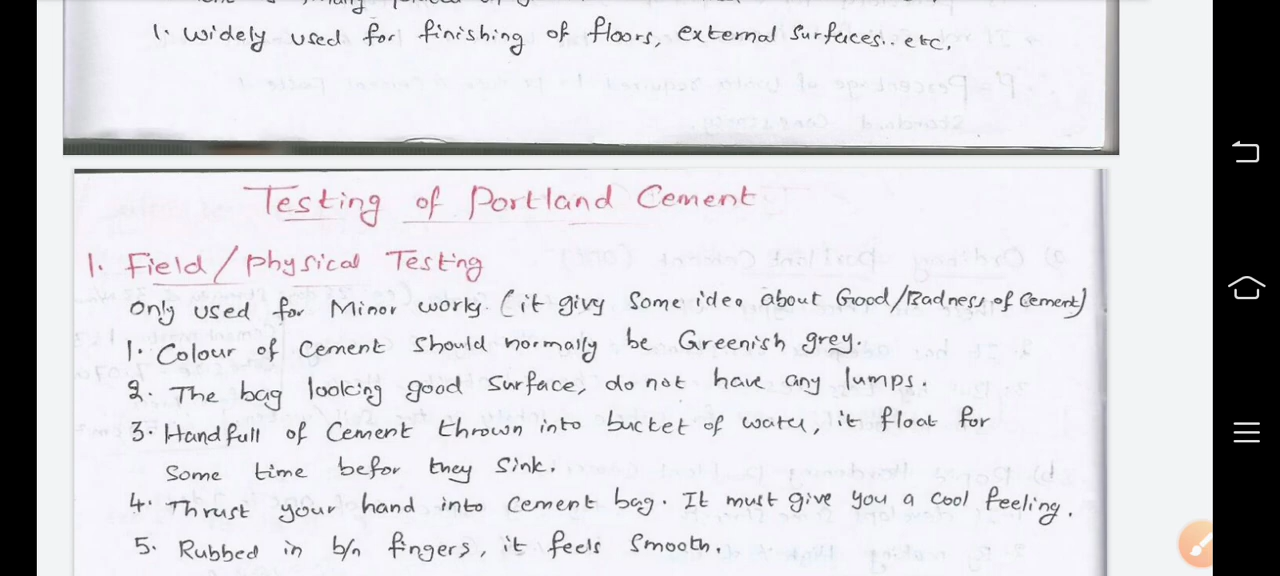 1. widely used for finishing of floors, external surfaces.. etc.
Testing of Portland Cement
1. Field/Physical Testing
Only used for Minor works (it givs some idea about Good/Badness of Cement)
1. Colour of Cement should normally be Greenish grey.
2. The bag looking good surface, do not have any lumps.
3. Handfull of Cement thrown into bucket of water, it float for
some time befor they sink.
4. Thrust your hand into cement bag. It must give you a cool feeling.
5. Rubbed in b/n fingers, it feels smooth.